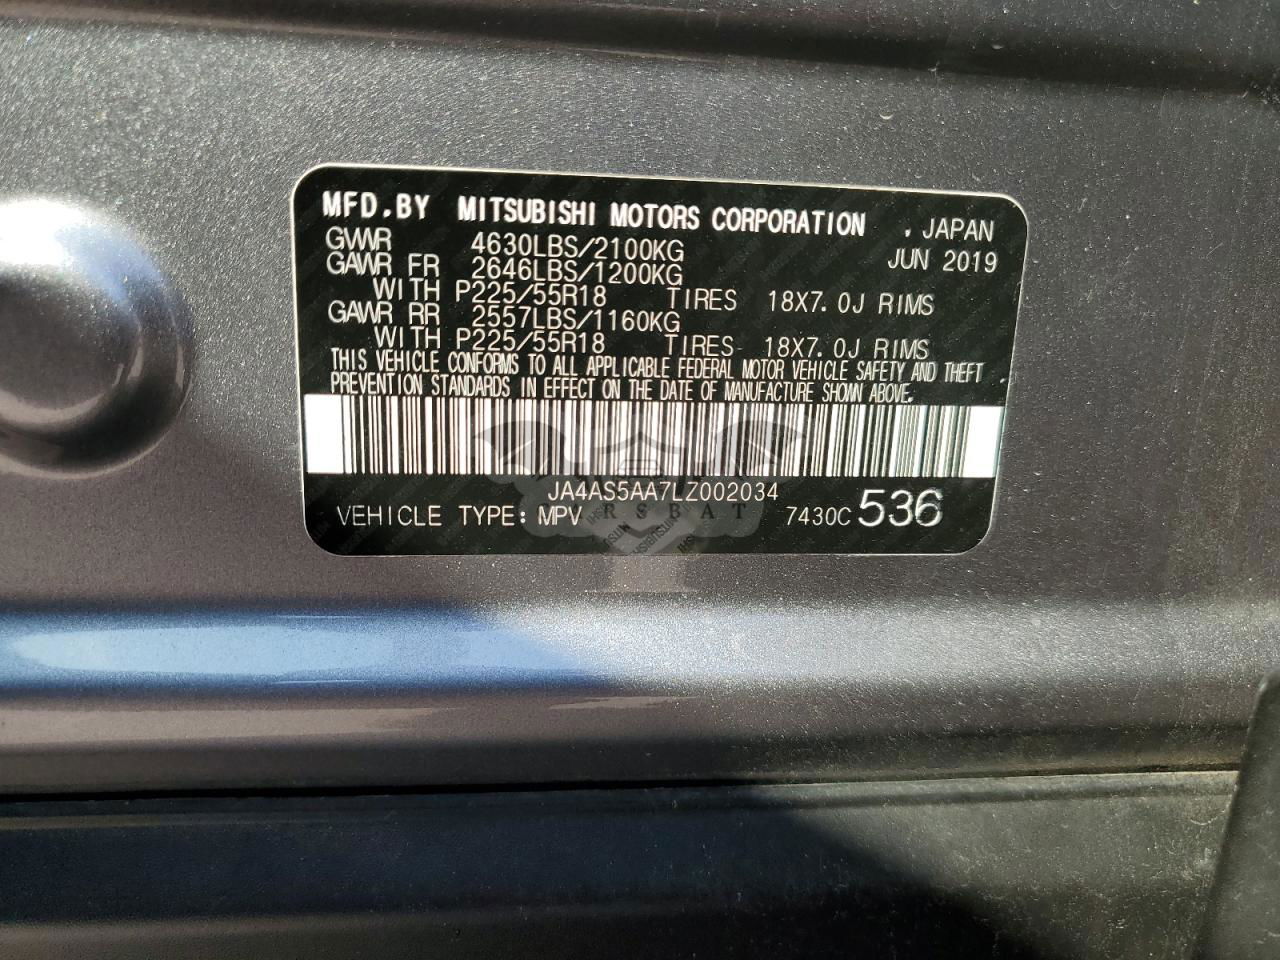 MFD.BY MITSUBISHI MOTORS CORPORATION , JAPAN
GVWR 4630LBS/2100KG JUN 2019
GAWR FR 2646LBS/1200KG
WITH P225/55R18 TIRES 18X7.0J RIMS
GAWR RR 2557LBS/1160KG
WITH P225/55R18 TIRES 18X7.0J RIMS
THIS VEHICLE CONFORMS TO ALL APPLICABLE FEDERAL MOTOR VEHICLE SAFETY AND THEFT
PREVENTION STANDARDS IN EFFECT ON THE DATE OF MANUFACTURE SHOWN ABOVE.
JA4AS5AA7LZ002034
VEHICLE TYPE: MPV 7430C 536